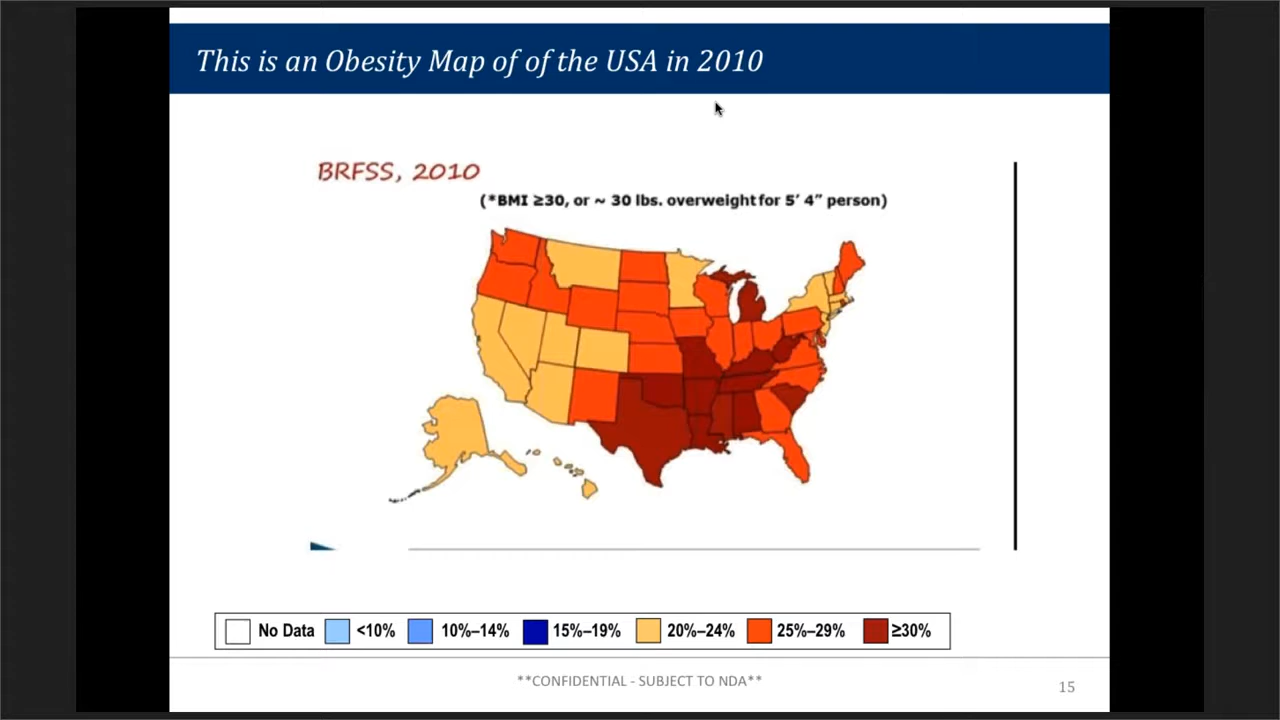 This is an Obesity Map of of the USA in 2010
BRFSS, 2010
(*BMI ≥30, or ~ 30 lbs. overweight for 5’ 4” person)
No Data <10% 10%–14% 15%–19% 20%–24% 25%–29% ≥30%
**CONFIDENTIAL - SUBJECT TO NDA**
15